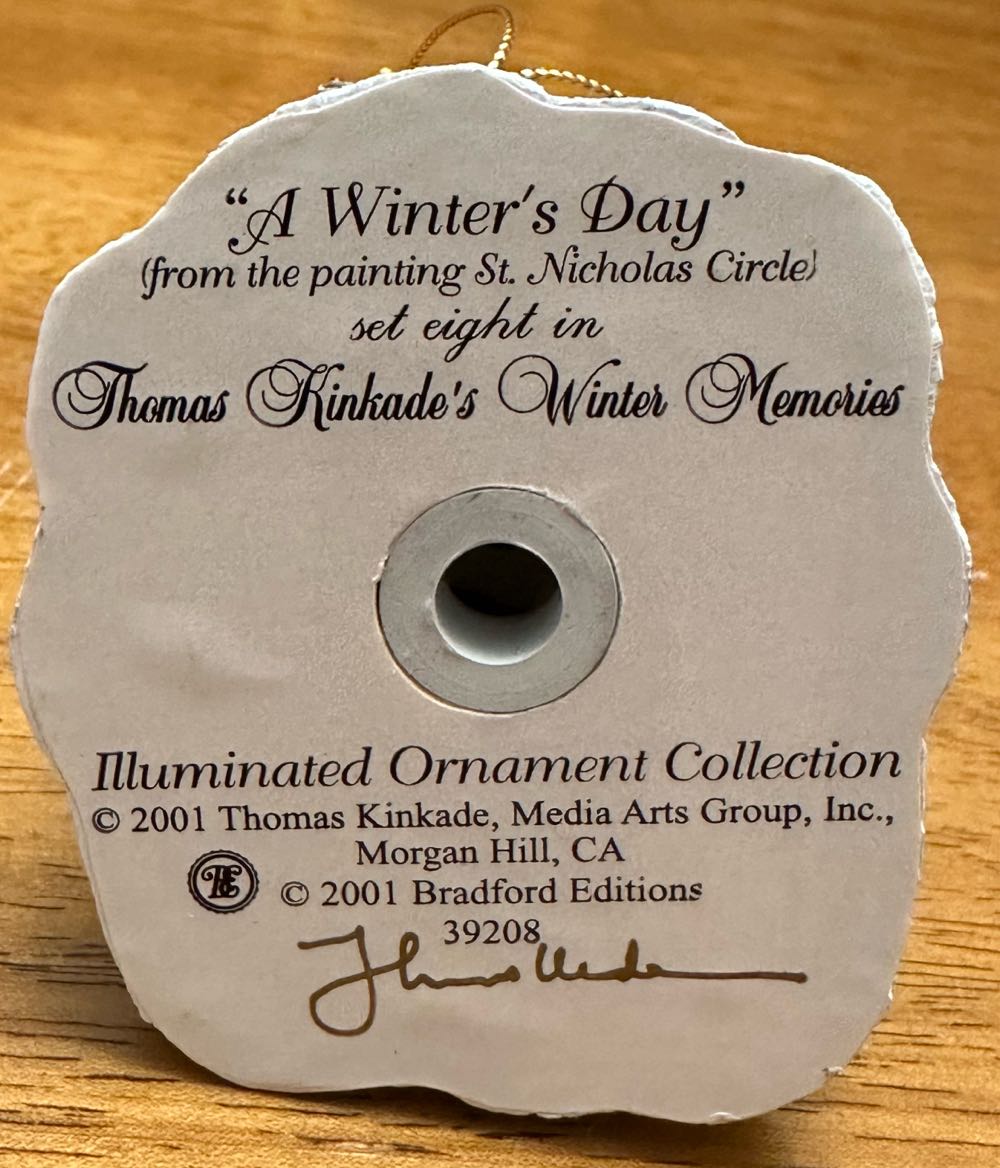 “A Winter's Day”
(from the painting St. Nicholas Circle)
set eight in
Thomas Kinkade's Winter Memories
Illuminated Ornament Collection
© 2001 Thomas Kinkade, Media Arts Group, Inc.,
Morgan Hill, CA
BE © 2001 Bradford Editions
39208